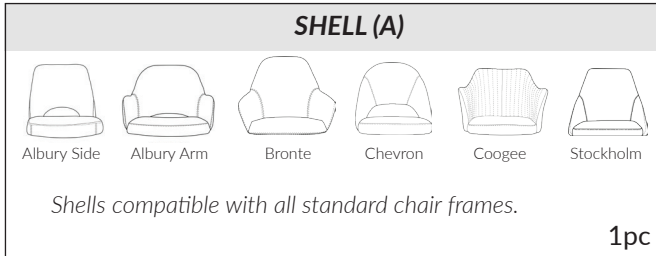 SHELL (A)
Albury Side Albury Arm Bronte Chevron Coogee Stockholm
Shells compatible with all standard chair frames.
1pc